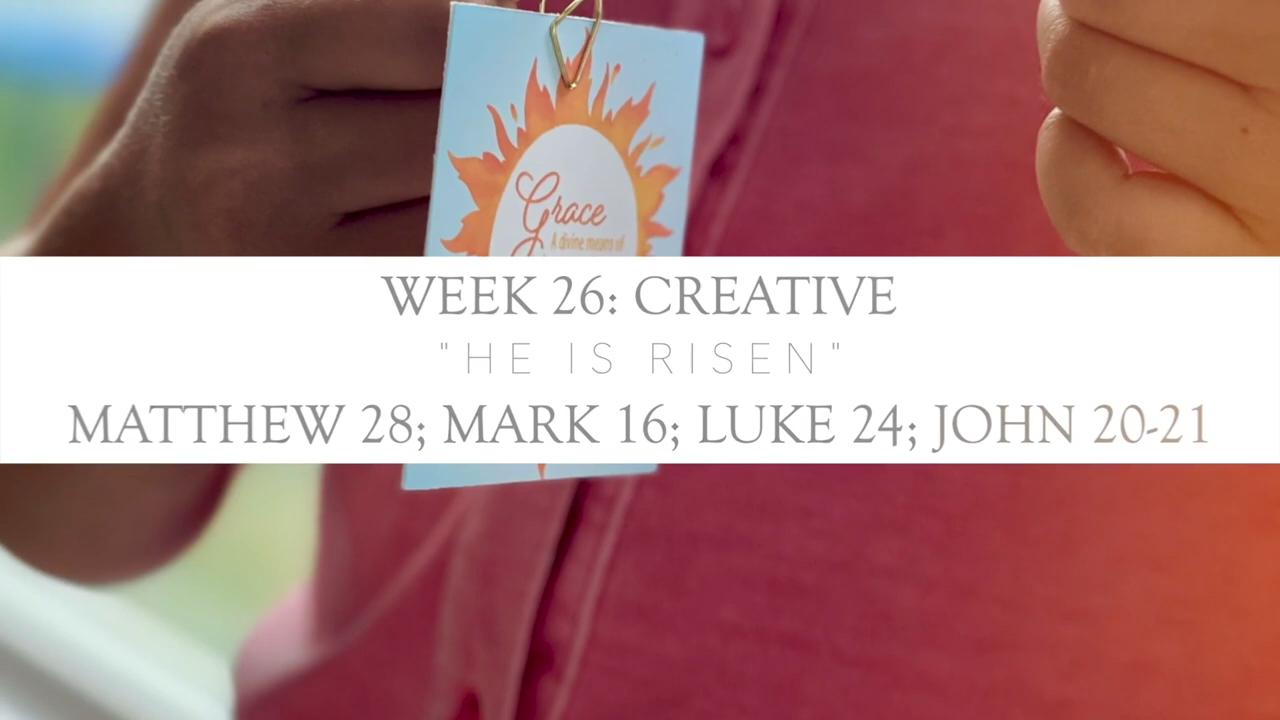 Grace
A divine means of
WEEK 26: CREATIVE
"HE IS RISEN"
MATTHEW 28; MARK 16; LUKE 24; JOHN 20-21